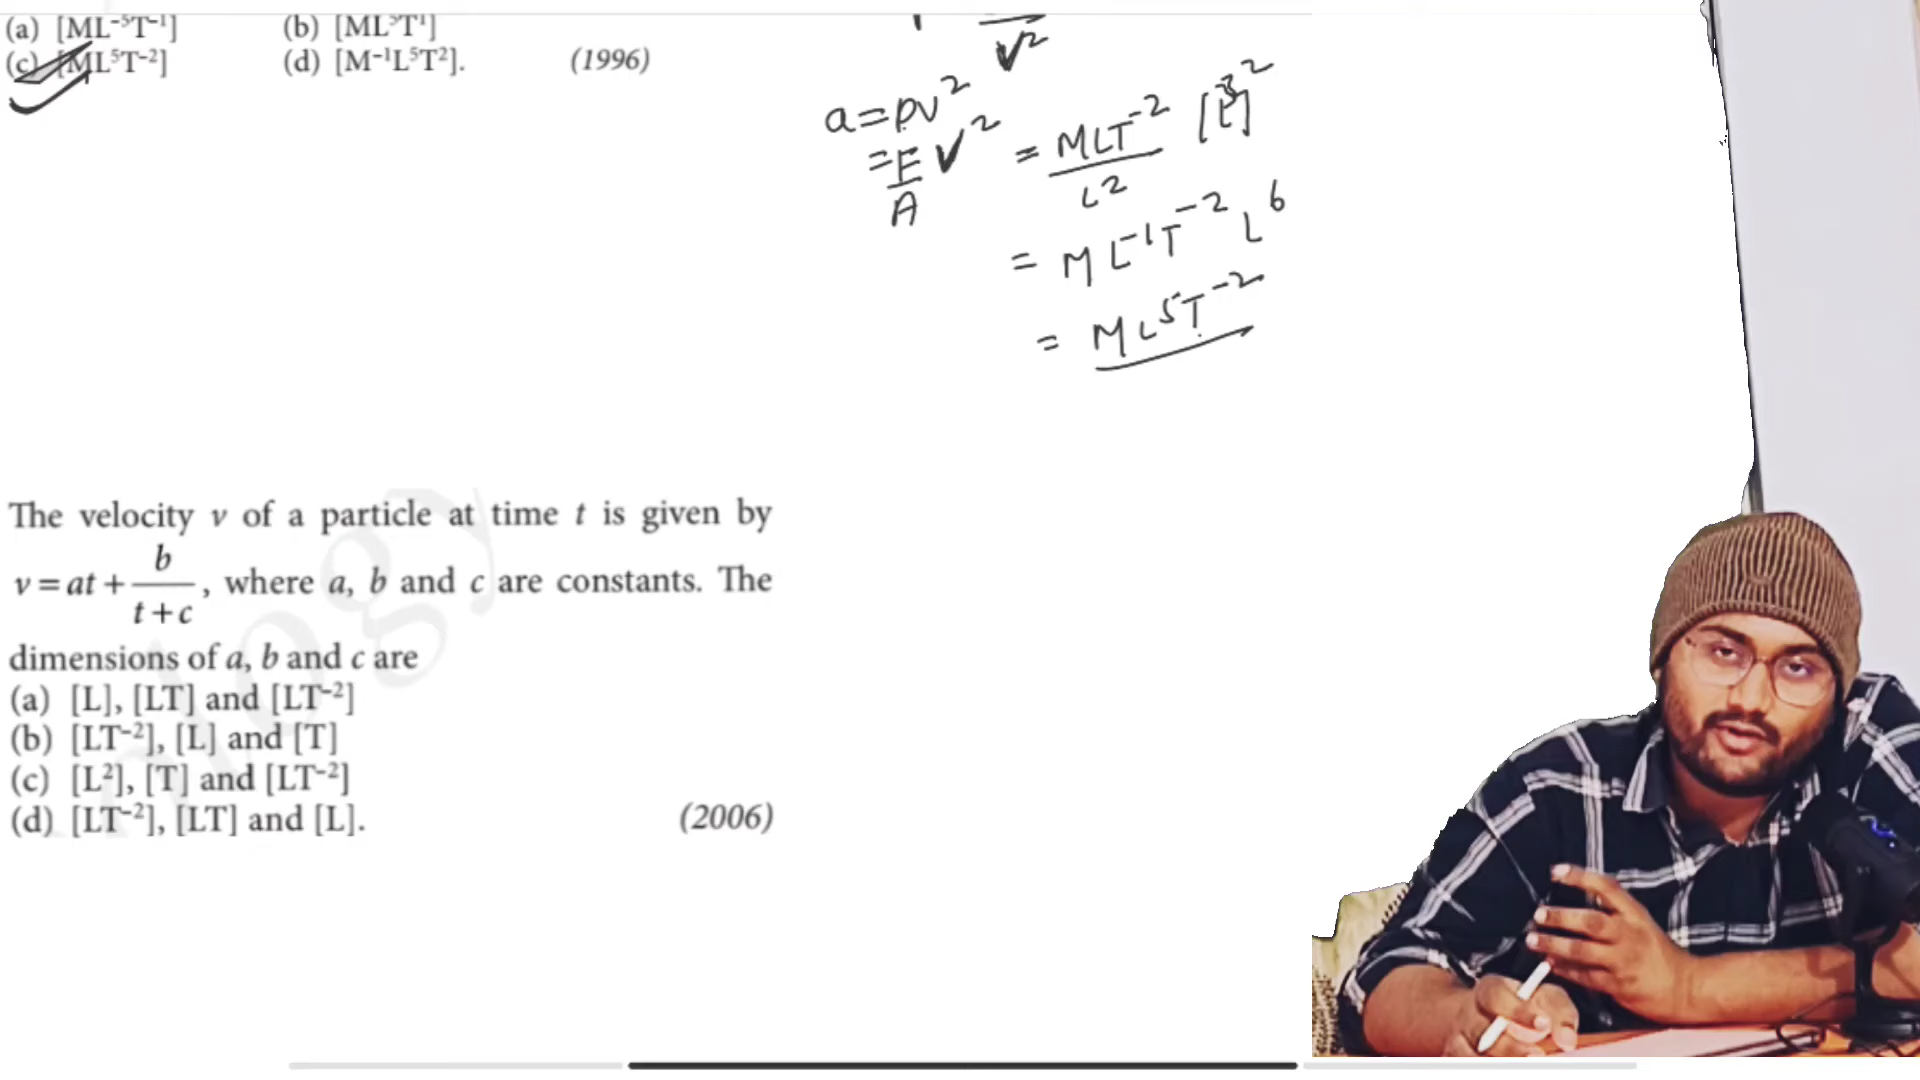 (a) [ML⁻⁵T⁻¹] (b) [ML⁵T¹]
(c) [ML⁵T⁻²] (d) [M⁻¹L⁵T²]. (1996)
V²
a=PV²
=F/A V² = MLT⁻²/L² [L³]²
= ML⁻¹T⁻² L⁶
= ML⁵T⁻²
The velocity v of a particle at time t is given by
v = at + b/(t+c), where a, b and c are constants. The
dimensions of a, b and c are
(a) [L], [LT] and [LT⁻²]
(b) [LT⁻²], [L] and [T]
(c) [L²], [T] and [LT⁻²]
(d) [LT⁻²], [LT] and [L]. (2006)